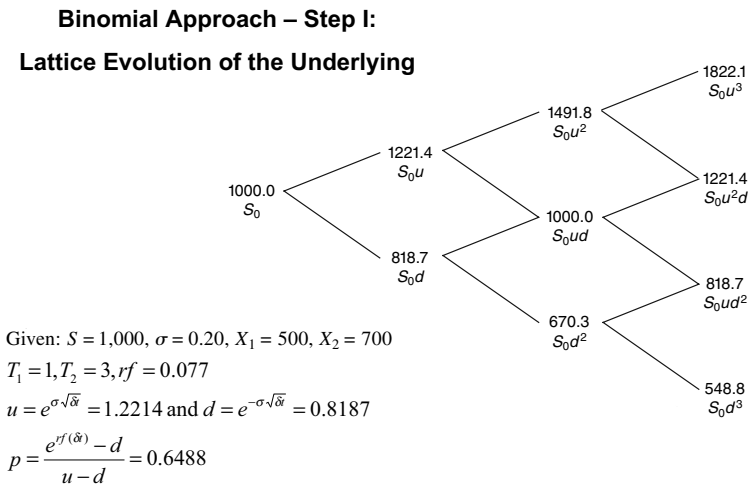 Binomial Approach – Step I:
Lattice Evolution of the Underlying
1822.1
S₀u³
1491.8
S₀u²
1221.4
S₀u
1221.4
S₀u²d
1000.0
S₀
1000.0
S₀ud
818.7
S₀d
818.7
S₀ud²
670.3
S₀d²
548.8
S₀d³
Given: S = 1,000, σ = 0.20, X₁ = 500, X₂ = 700
T₁ = 1, T₂ = 3, rf = 0.077
u = e^{σ√δt} = 1.2214 and d = e^{−σ√δt} = 0.8187
p = \frac{e^{rf(δt)} − d}{u − d} = 0.6488